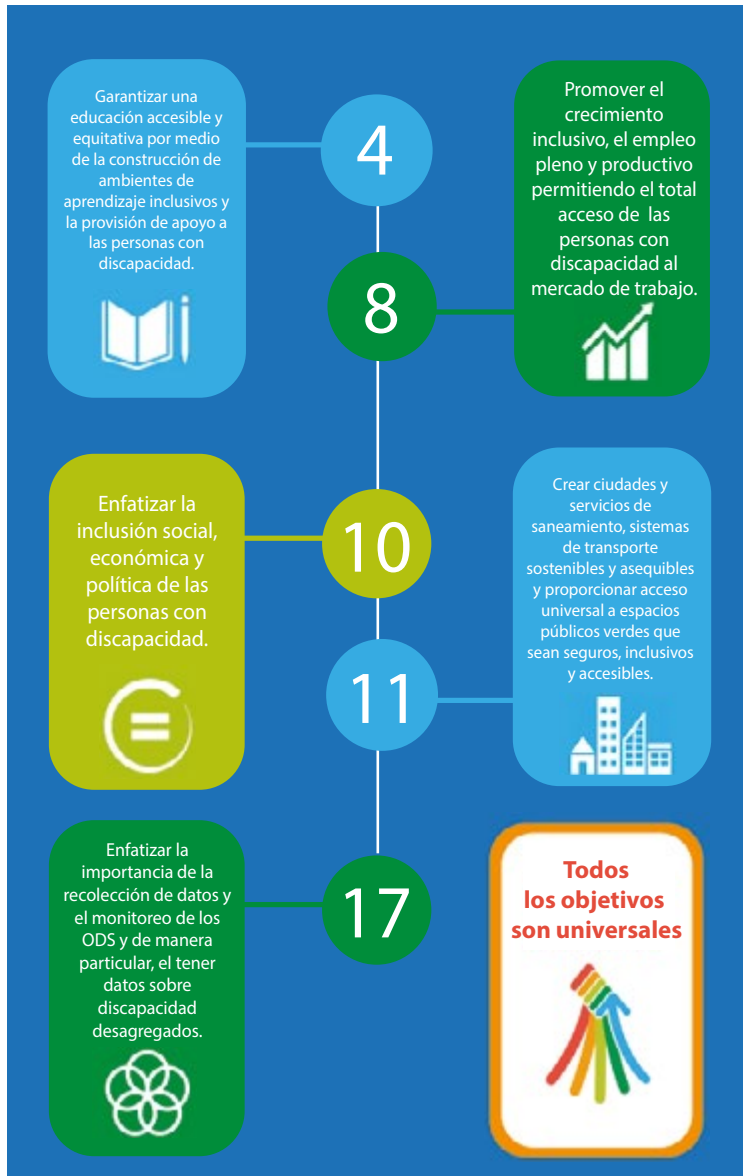 Garantizar una
educación accesible y
equitativa por medio
de la construcción de
ambientes de
aprendizaje inclusivos y
la provisión de apoyo a
las personas con
discapacidad.
4
Promover el
crecimiento
inclusivo, el empleo
pleno y productivo
permitiendo el total
acceso de las
personas con
discapacidad al
mercado de trabajo.
8
Enfatizar la
inclusión social,
económica y
política de las
personas con
discapacidad.
10
Crear ciudades y
servicios de
saneamiento, sistemas
de transporte
sostenibles y asequibles
y proporcionar acceso
universal a espacios
públicos verdes que
sean seguros, inclusivos
y accesibles.
11
Enfatizar la
importancia de la
recolección de datos y
el monitoreo de los
ODS y de manera
particular, el tener
datos sobre
discapacidad
desagregados.
17
Todos
los objetivos
son universales